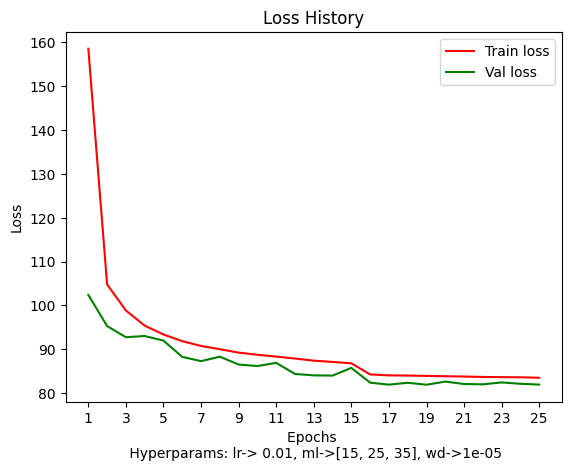 Loss History
160
150
140
130
120
110
100
90
80
Loss
Train loss
Val loss
1 3 5 7 9 11 13 15 17 19 21 23 25
Epochs
Hyperparams: lr-> 0.01, ml->[15, 25, 35], wd->1e-05